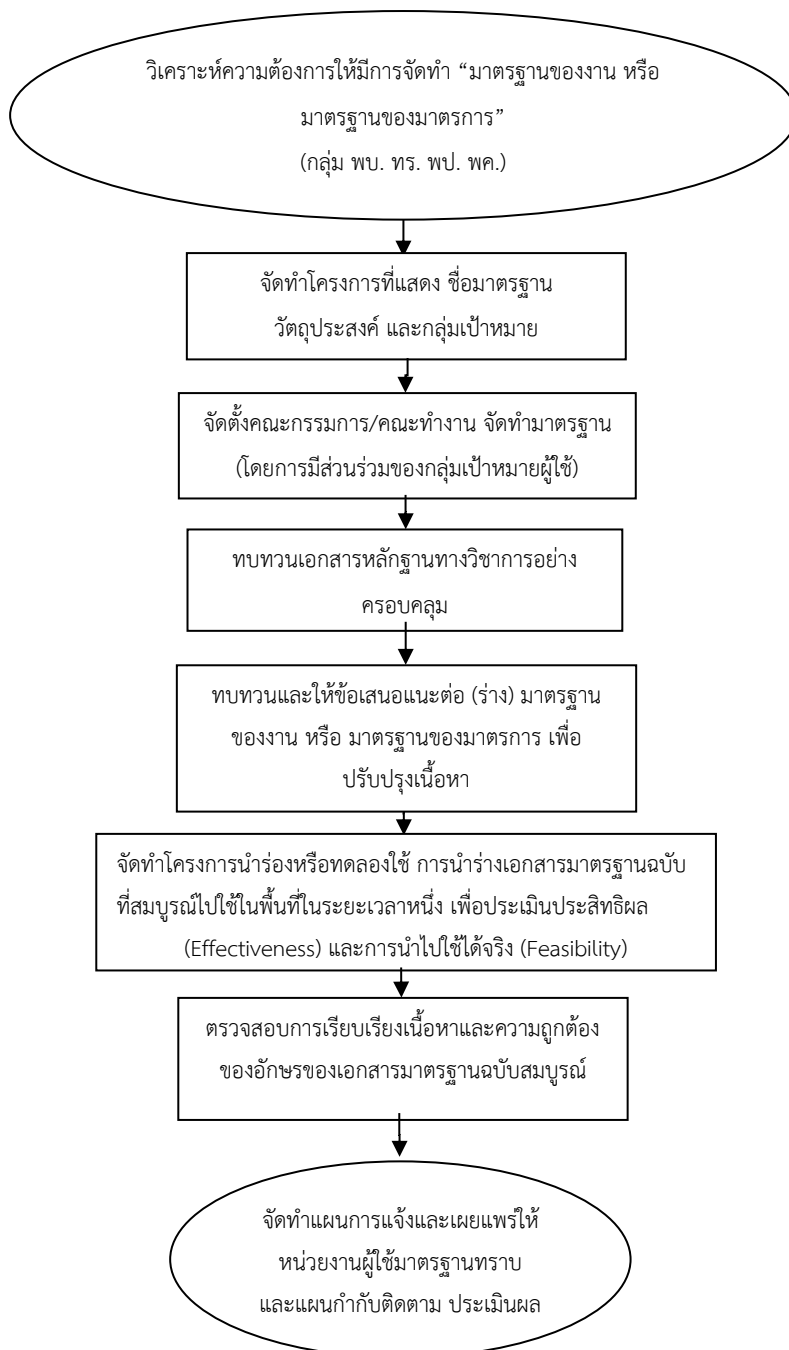 วิเคราะห์ความต้องการให้มีการจัดทำ “มาตรฐานของงาน หรือ
มาตรฐานของมาตรการ”
(กลุ่ม พบ. ทร. พป. พค.)
จัดทำโครงการที่แสดง ชื่อมาตรฐาน
วัตถุประสงค์ และกลุ่มเป้าหมาย
จัดตั้งคณะกรรมการ/คณะทำงาน จัดทำมาตรฐาน
(โดยการมีส่วนร่วมของกลุ่มเป้าหมายผู้ใช้)
ทบทวนเอกสารหลักฐานทางวิชาการอย่าง
ครอบคลุม
ทบทวนและให้ข้อเสนอแนะต่อ (ร่าง) มาตรฐาน
ของงาน หรือ มาตรฐานของมาตรการ เพื่อ
ปรับปรุงเนื้อหา
จัดทำโครงการนำร่องหรือทดลองใช้ การนำร่างเอกสารมาตรฐานฉบับ
ที่สมบูรณ์ไปใช้ในพื้นที่ในระยะเวลาหนึ่ง เพื่อประเมินประสิทธิผล
(Effectiveness) และการนำไปใช้ได้จริง (Feasibility)
ตรวจสอบการเรียบเรียงเนื้อหาและความถูกต้อง
ของอักษรของเอกสารมาตรฐานฉบับสมบูรณ์
จัดทำแผนการแจ้งและเผยแพร่ให้
หน่วยงานผู้ใช้มาตรฐานทราบ
และแผนกำกับติดตาม ประเมินผล